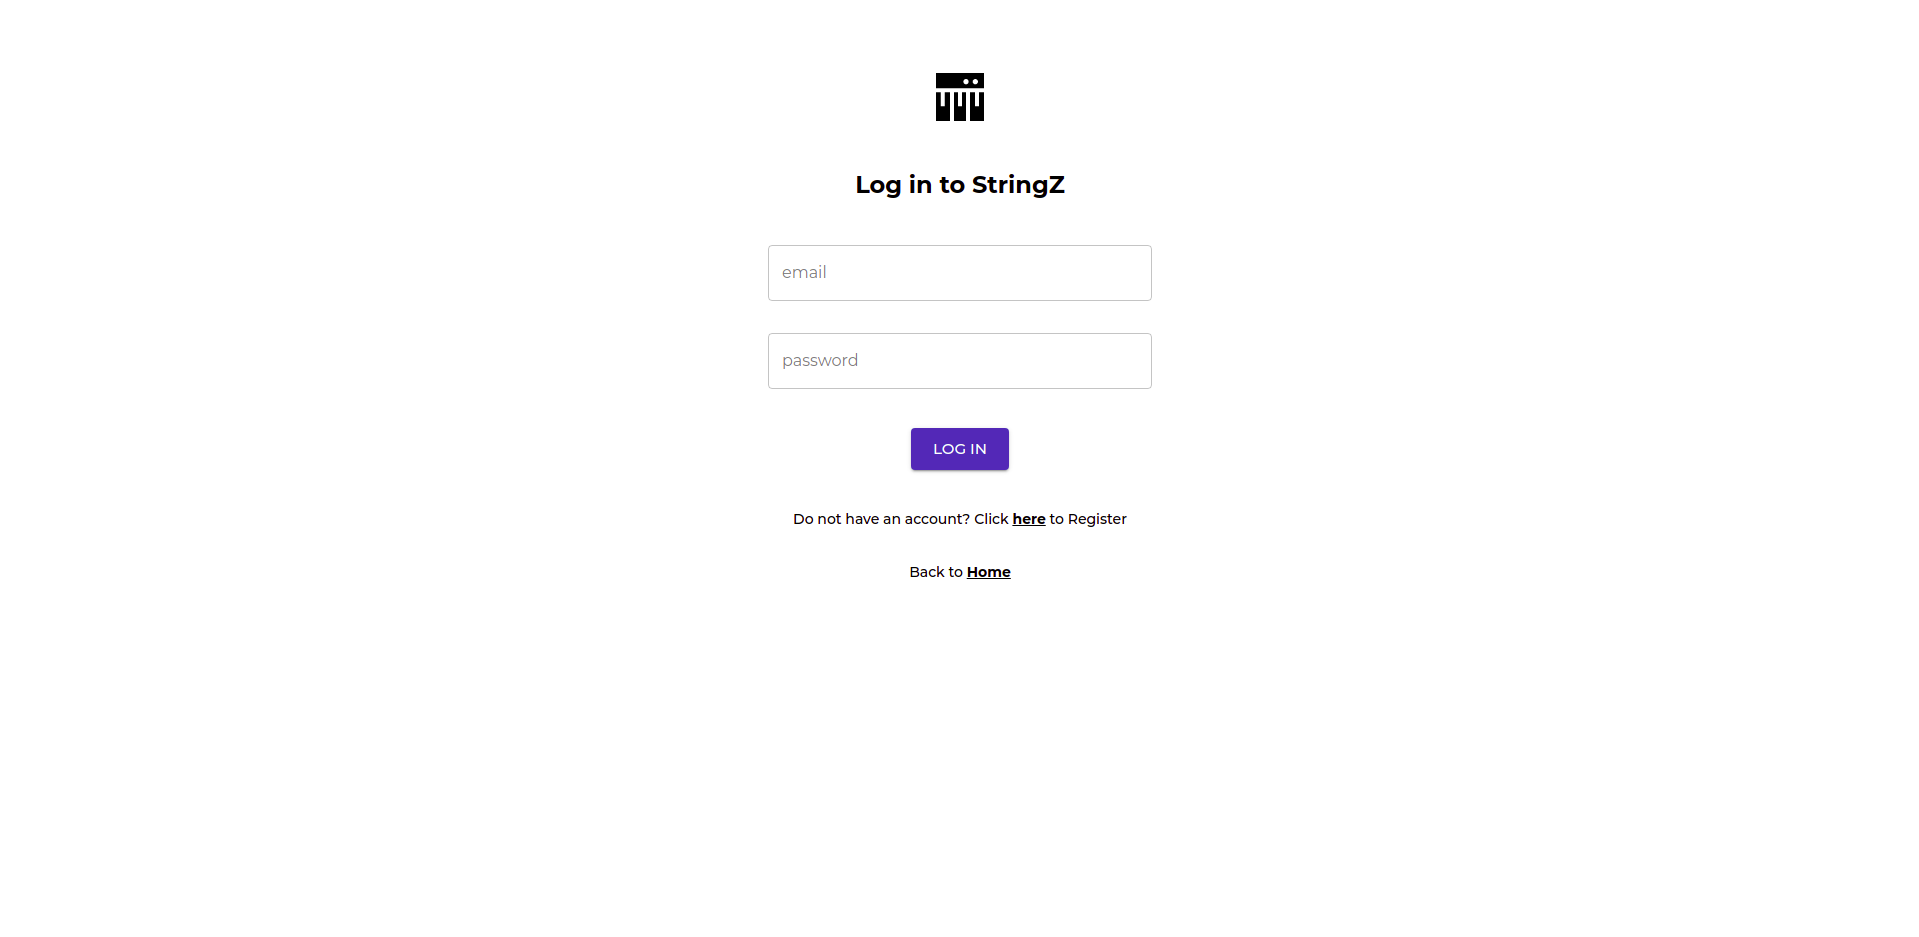 Log in to StringZ
email
password
LOG IN
Do not have an account? Click here to Register
Back to Home